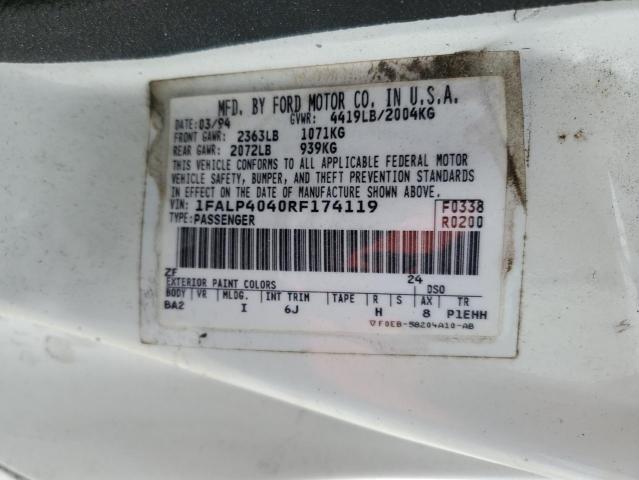 MFD. BY FORD MOTOR CO. IN U.S.A.
DATE: 03/94 GVWR: 4419LB/2004KG
FRONT GAWR: 2363LB 1071KG
REAR GAWR: 2072LB 939KG
THIS VEHICLE CONFORMS TO ALL APPLICABLE FEDERAL MOTOR
VEHICLE SAFETY, BUMPER, AND THEFT PREVENTION STANDARDS
IN EFFECT ON THE DATE OF MANUFACTURE SHOWN ABOVE.
VIN: 1FALP4040RF174119 F0338
TYPE: PASSENGER R0200
ZF 24
EXTERIOR PAINT COLORS DSO
BODY VR MLDG. INT TRIM TAPE R S AX TR
BA2 I 6J H 8 P1EHH
▽F0EB-58204A10-AB